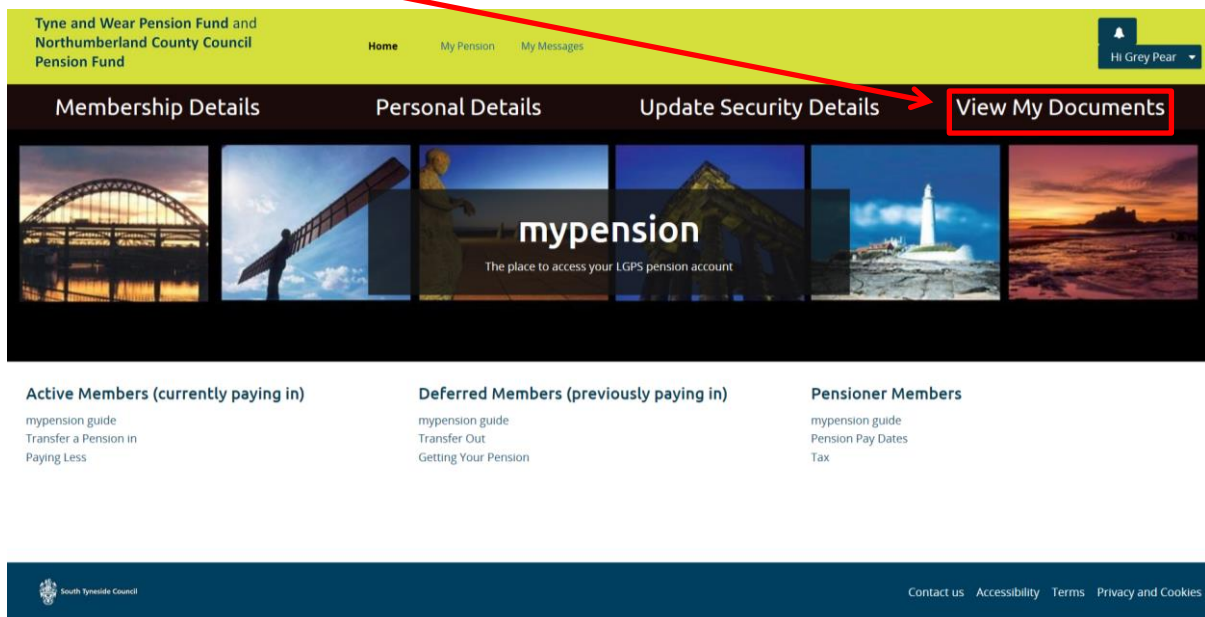 Tyne and Wear Pension Fund and
Northumberland County Council
Pension Fund
Home My Pension My Messages
Hi Grey Pear
Membership Details Personal Details Update Security Details View My Documents
mypension
The place to access your LGPS pension account
Active Members (currently paying in)
mypension guide
Transfer a Pension in
Paying Less
Deferred Members (previously paying in)
mypension guide
Transfer Out
Getting Your Pension
Pensioner Members
mypension guide
Pension Pay Dates
Tax
South Tyneside Council
Contact us Accessibility Terms Privacy and Cookies